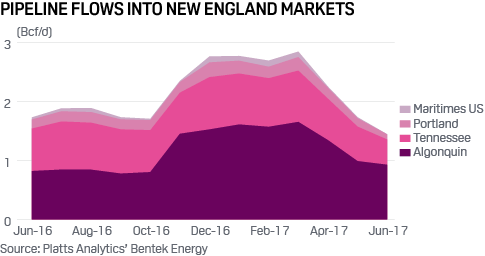 PIPELINE FLOWS INTO NEW ENGLAND MARKETS
(Bcf/d)
3
2
1
0
Maritimes US
Portland
Tennessee
Algonquin
Jun-16 Aug-16 Oct-16 Dec-16 Feb-17 Apr-17 Jun-17
Source: Platts Analytics’ Bentek Energy